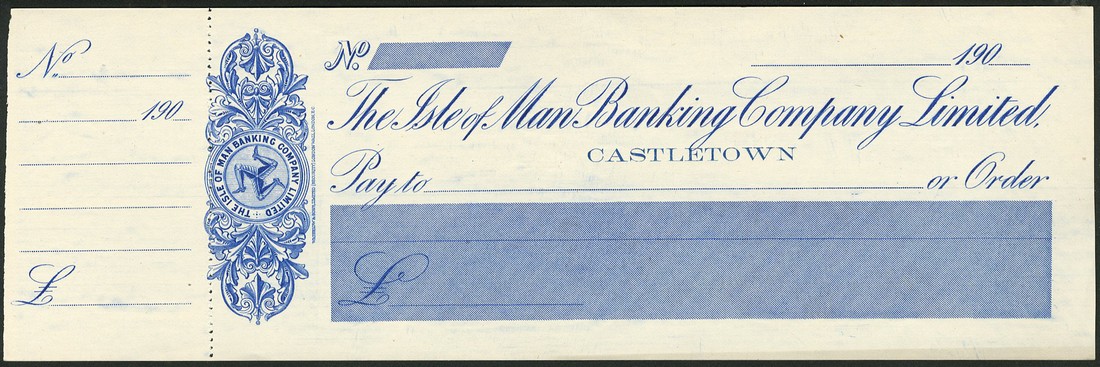 No
190
£
THE ISLE OF MAN BANKING COMPANY LIMITED
No.
190
The Isle of Man Banking Company Limited,
CASTLETOWN
Pay to or Order
£